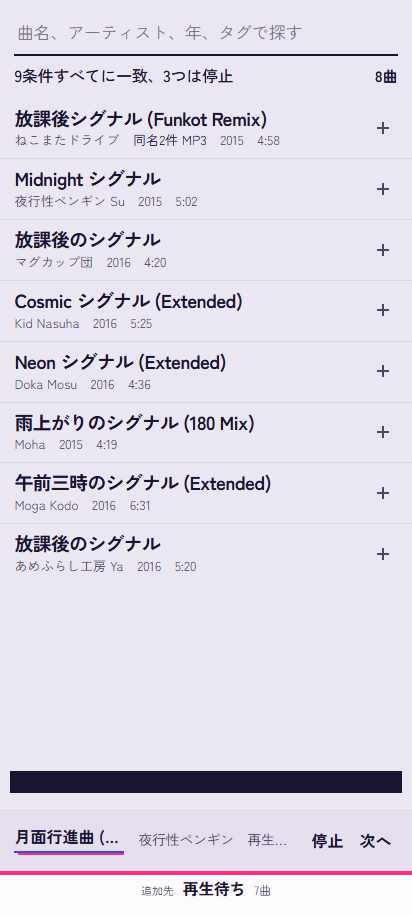 曲名、アーティスト、年、タグで探す
9条件すべてに一致、3つは停止 8曲
放課後シグナル (Funkot Remix)
ねこまたドライブ 同名2件 MP3 2015 4:58
Midnight シグナル
夜行性ペンギン Su 2015 5:02
放課後のシグナル
マグカップ団 2016 4:20
Cosmic シグナル (Extended)
Kid Nasuha 2016 5:25
Neon シグナル (Extended)
Doka Mosu 2016 4:36
雨上がりのシグナル (180 Mix)
Moha 2015 4:19
午前三時のシグナル (Extended)
Moga Kodo 2016 6:31
放課後のシグナル
あめふらし工房 Ya 2016 5:20
月面行進曲 (... 夜行性ペンギン 再生... 停止 次へ
追加先 再生待ち 7曲